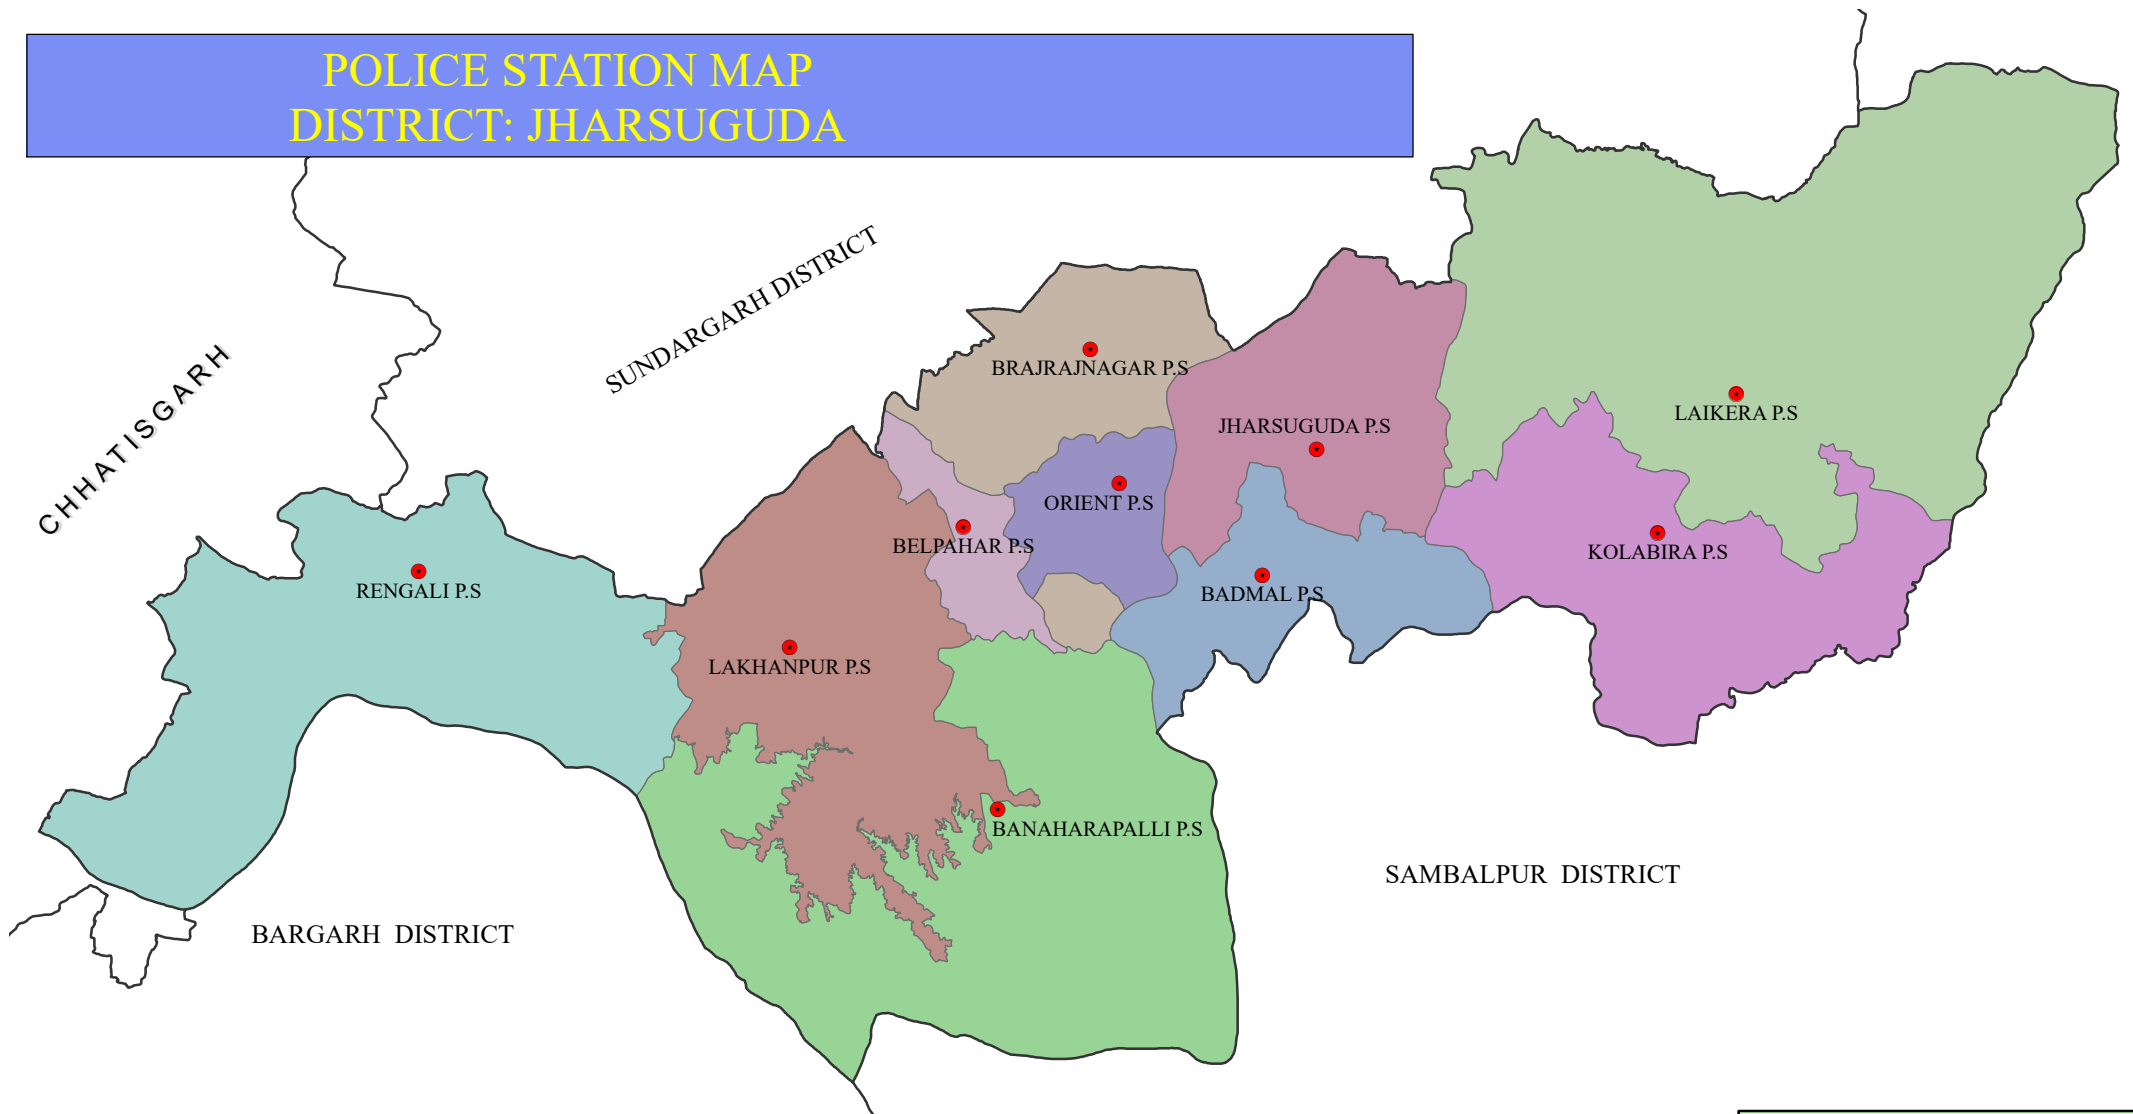 POLICE STATION MAP
DISTRICT: JHARSUGUDA
SUNDARGARH DISTRICT
CHHATISGARH
BRAJRAJNAGAR P.S
JHARSUGUDA P.S
LAIKERA P.S
ORIENT P.S
BELPAHAR P.S
KOLABIRA P.S
RENGALI P.S
BADMAL P.S
LAKHANPUR P.S
BANAHARAPALLI P.S
SAMBALPUR DISTRICT
BARGARH DISTRICT